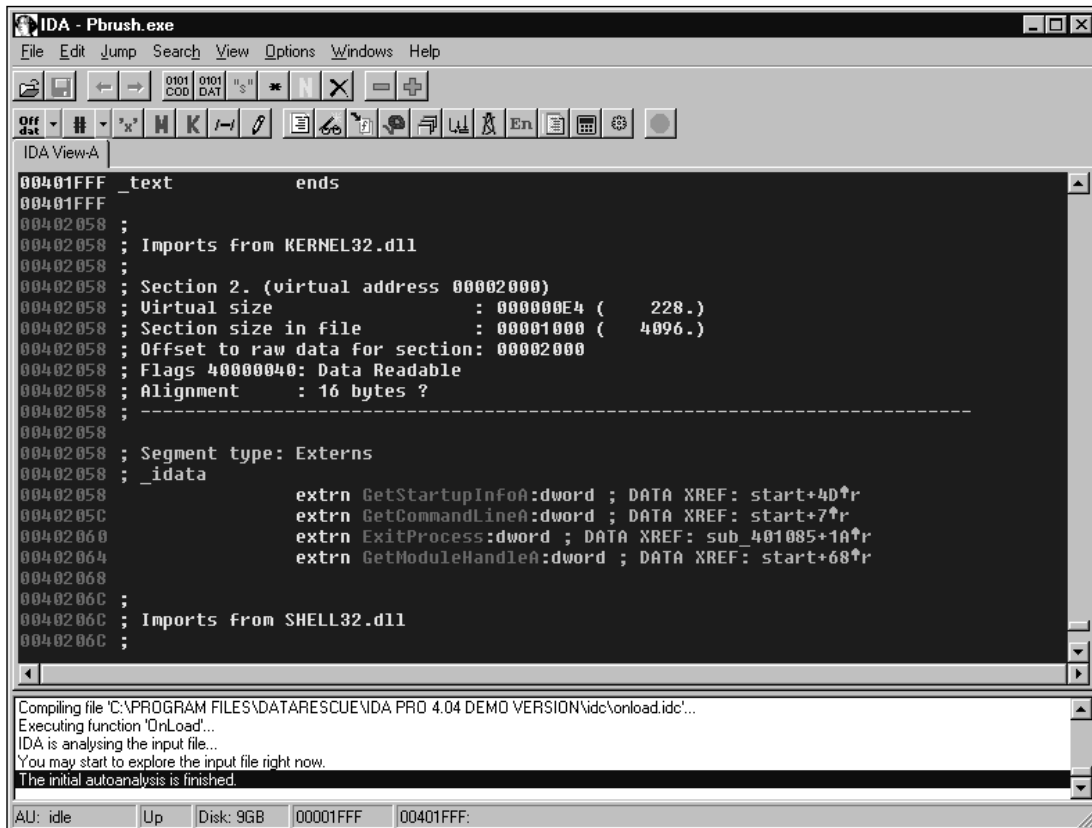 IDA - Pbrush.exe
File Edit Jump Search View Options Windows Help
0101 COD 0101 DAT "s" * N X
Off dat # 'x' M K En
IDA View-A
00401FFF _text ends
00401FFF
00402058 ;
00402058 ; Imports from KERNEL32.dll
00402058 ;
00402058 ; Section 2. (virtual address 00002000)
00402058 ; Virtual size : 000000E4 ( 228.)
00402058 ; Section size in file : 00001000 ( 4096.)
00402058 ; Offset to raw data for section: 00002000
00402058 ; Flags 40000040: Data Readable
00402058 ; Alignment : 16 bytes ?
00402058 ; ---------------------------------------------------------------------------
00402058
00402058 ; Segment type: Externs
00402058 ; _idata
00402058 extrn GetStartupInfoA:dword ; DATA XREF: start+4D↑r
0040205C extrn GetCommandLineA:dword ; DATA XREF: start+7↑r
00402060 extrn ExitProcess:dword ; DATA XREF: sub_401085+1A↑r
00402064 extrn GetModuleHandleA:dword ; DATA XREF: start+68↑r
00402068
0040206C ;
0040206C ; Imports from SHELL32.dll
0040206C ;
Compiling file 'C:\PROGRAM FILES\DATARESCUE\IDA PRO 4.04 DEMO VERSION\idc\onload.idc'...
Executing function 'OnLoad'...
IDA is analysing the input file...
You may start to explore the input file right now.
The initial autoanalysis is finished.
AU: idle Up Disk: 9GB 00001FFF 00401FFF: